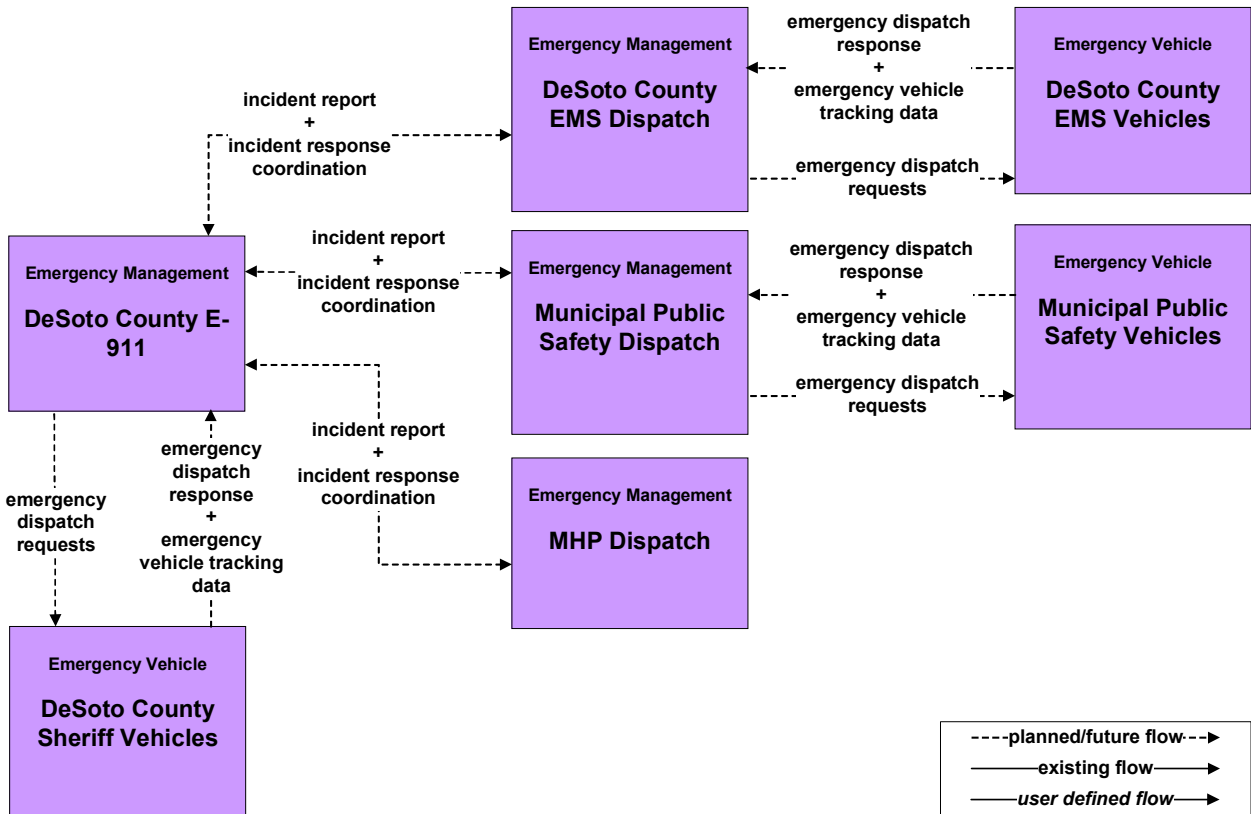 Emergency Management
DeSoto County
EMS Dispatch
emergency dispatch
response
+
emergency vehicle
tracking data
emergency dispatch
requests
Emergency Vehicle
DeSoto County
EMS Vehicles
incident report
+
incident response
coordination
Emergency Management
DeSoto County E-
911
incident report
+
incident response
coordination
Emergency Management
Municipal Public
Safety Dispatch
emergency dispatch
response
+
emergency vehicle
tracking data
emergency dispatch
requests
Emergency Vehicle
Municipal Public
Safety Vehicles
incident report
+
incident response
coordination
Emergency Management
MHP Dispatch
emergency
dispatch
requests
emergency
dispatch
response
+
emergency
vehicle tracking
data
Emergency Vehicle
DeSoto County
Sheriff Vehicles
planned/future flow
existing flow
user defined flow